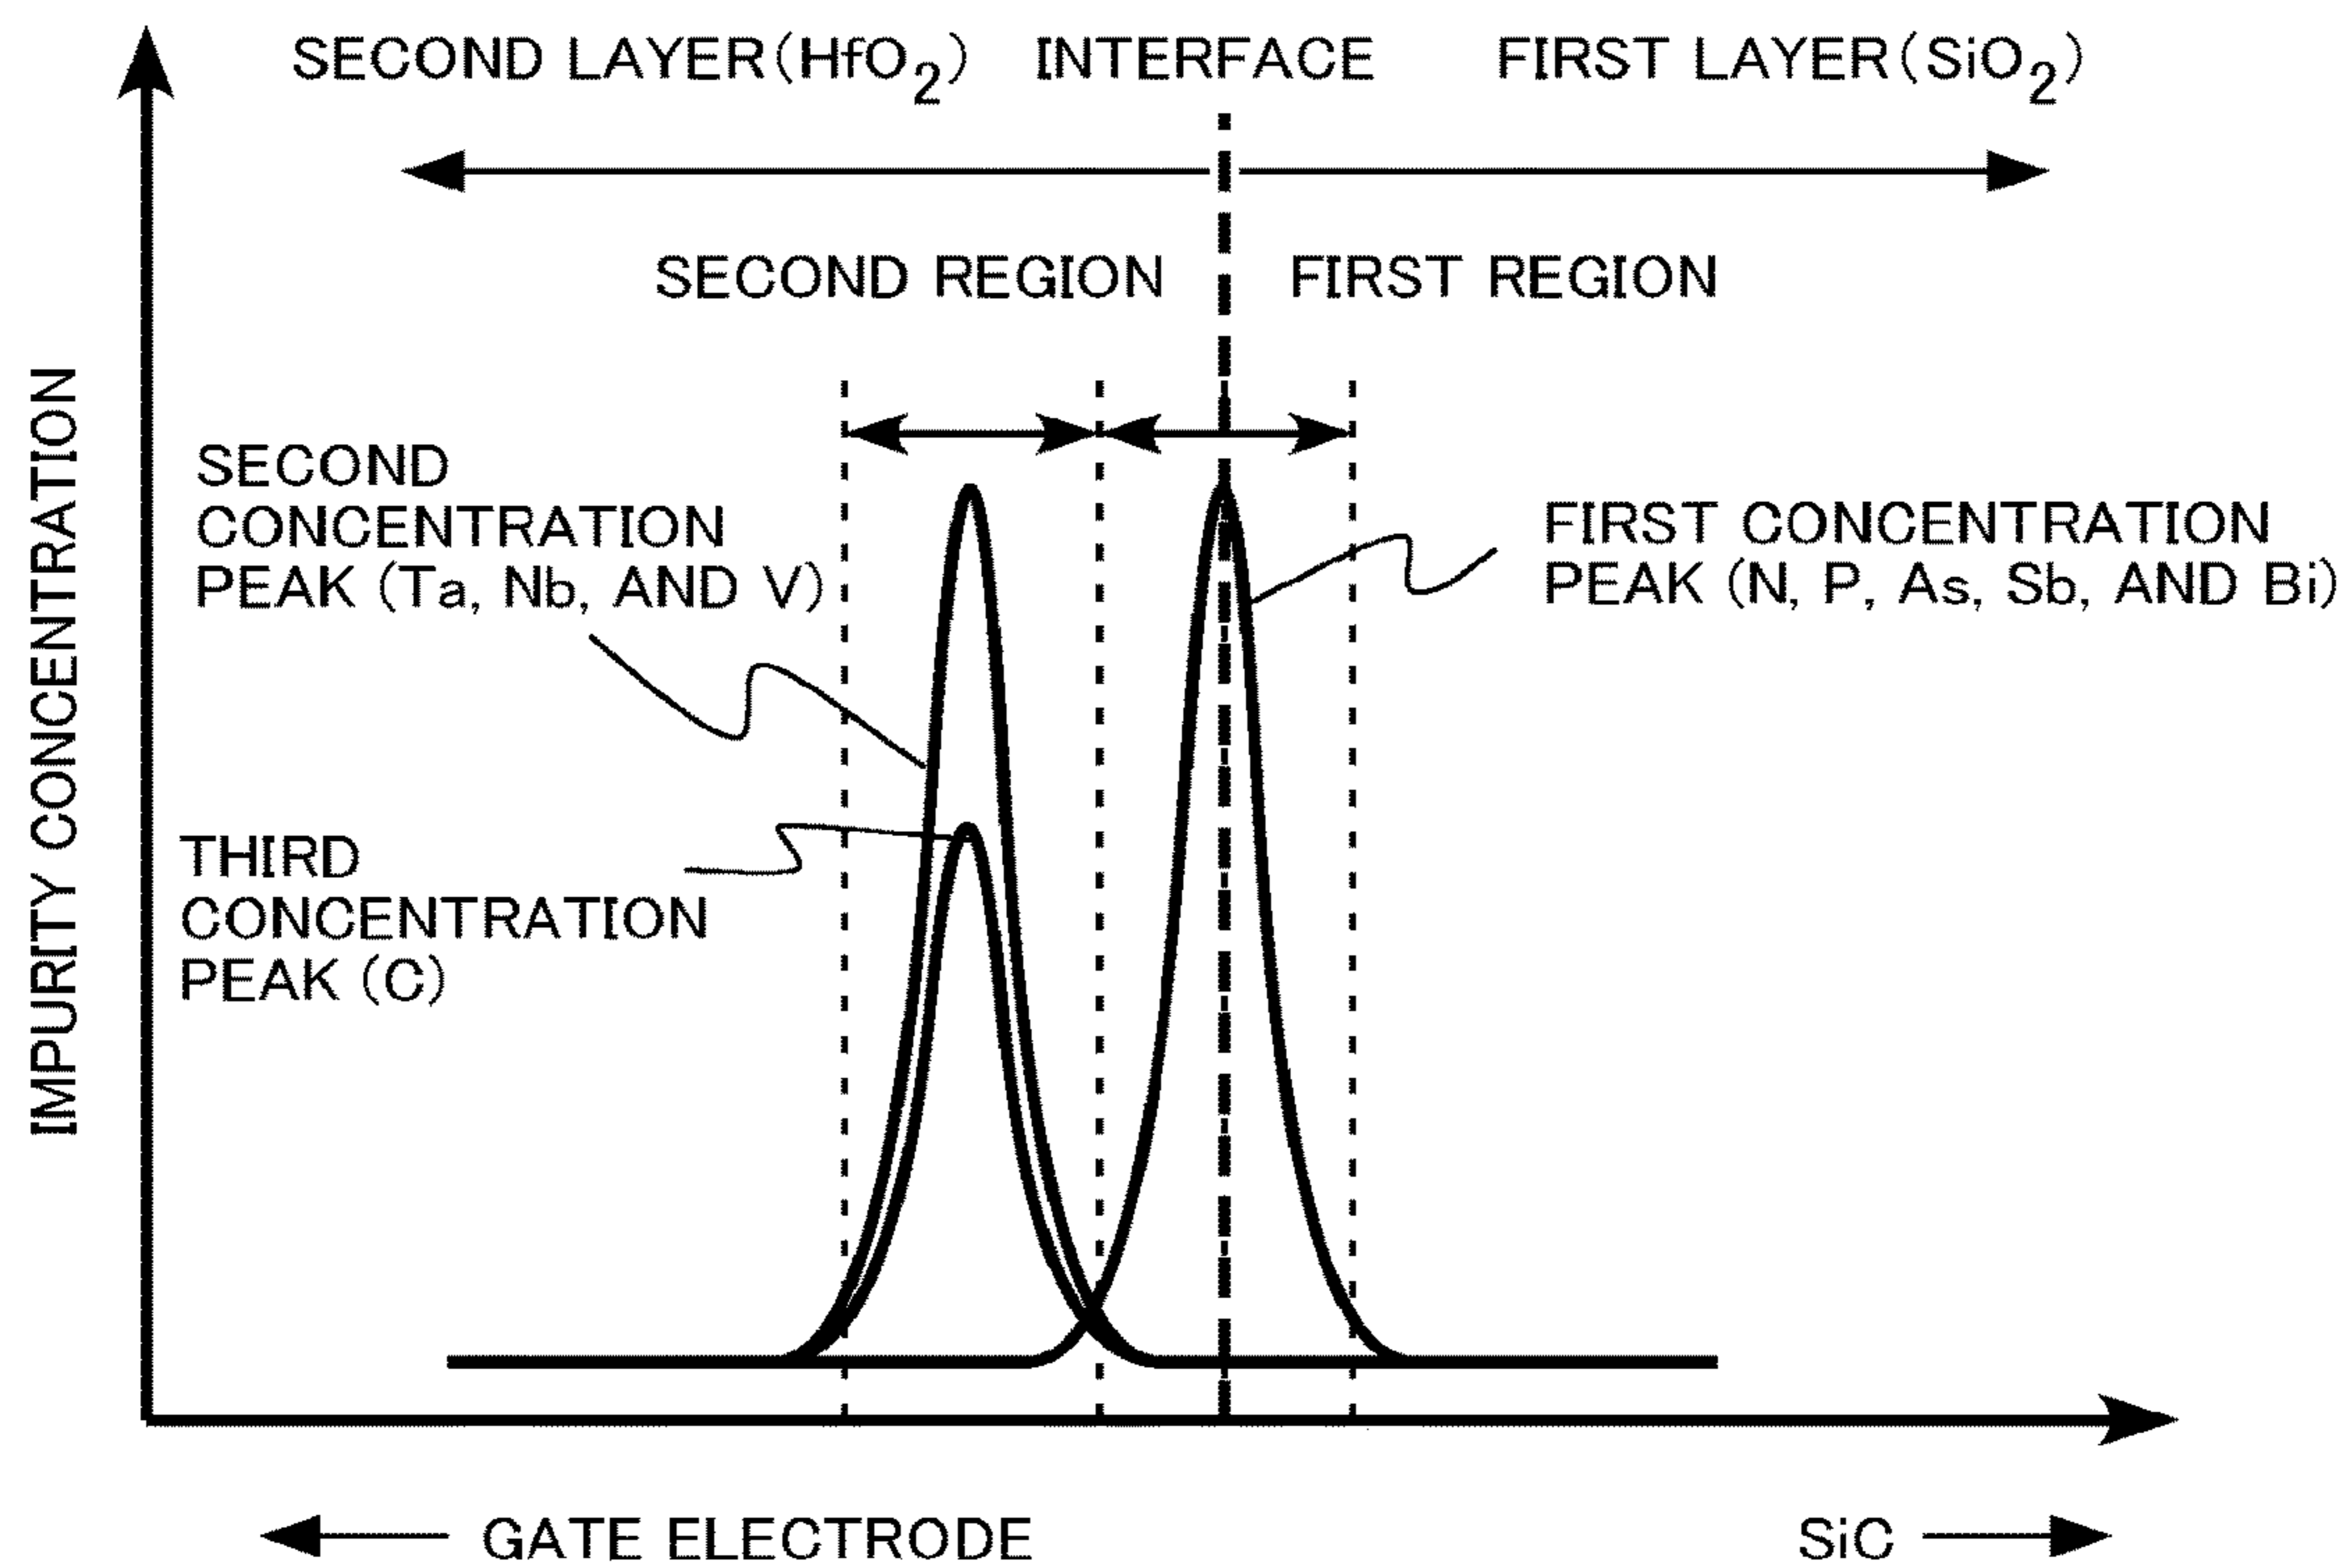 SECOND LAYER(HfO₂) INTERFACE FIRST LAYER(SiO₂)
SECOND REGION FIRST REGION
IMPURITY CONCENTRATION
SECOND
CONCENTRATION
PEAK (Ta, Nb, AND V)
FIRST CONCENTRATION
PEAK (N, P, As, Sb, AND Bi)
THIRD
CONCENTRATION
PEAK (C)
GATE ELECTRODE SiC